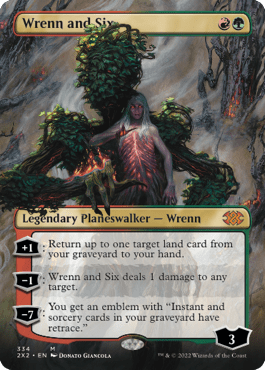 Wrenn and Six
Legendary Planeswalker — Wrenn
+1 , Return up to one target land card from
your graveyard to your hand.
-1 , Wrenn and Six deals 1 damage to any
target.
-7 , You get an emblem with “Instant and
sorcery cards in your graveyard have
retrace.”
3
334 M
2X2 • EN DONATO GIANCOLA
™ & © 2022 Wizards of the Coast